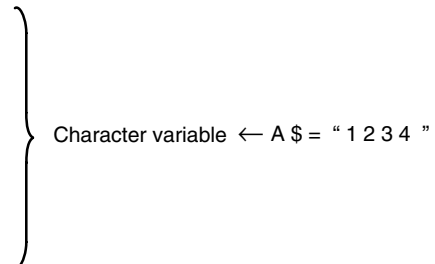 Character variable ← A $ = “ 1 2 3 4 ”